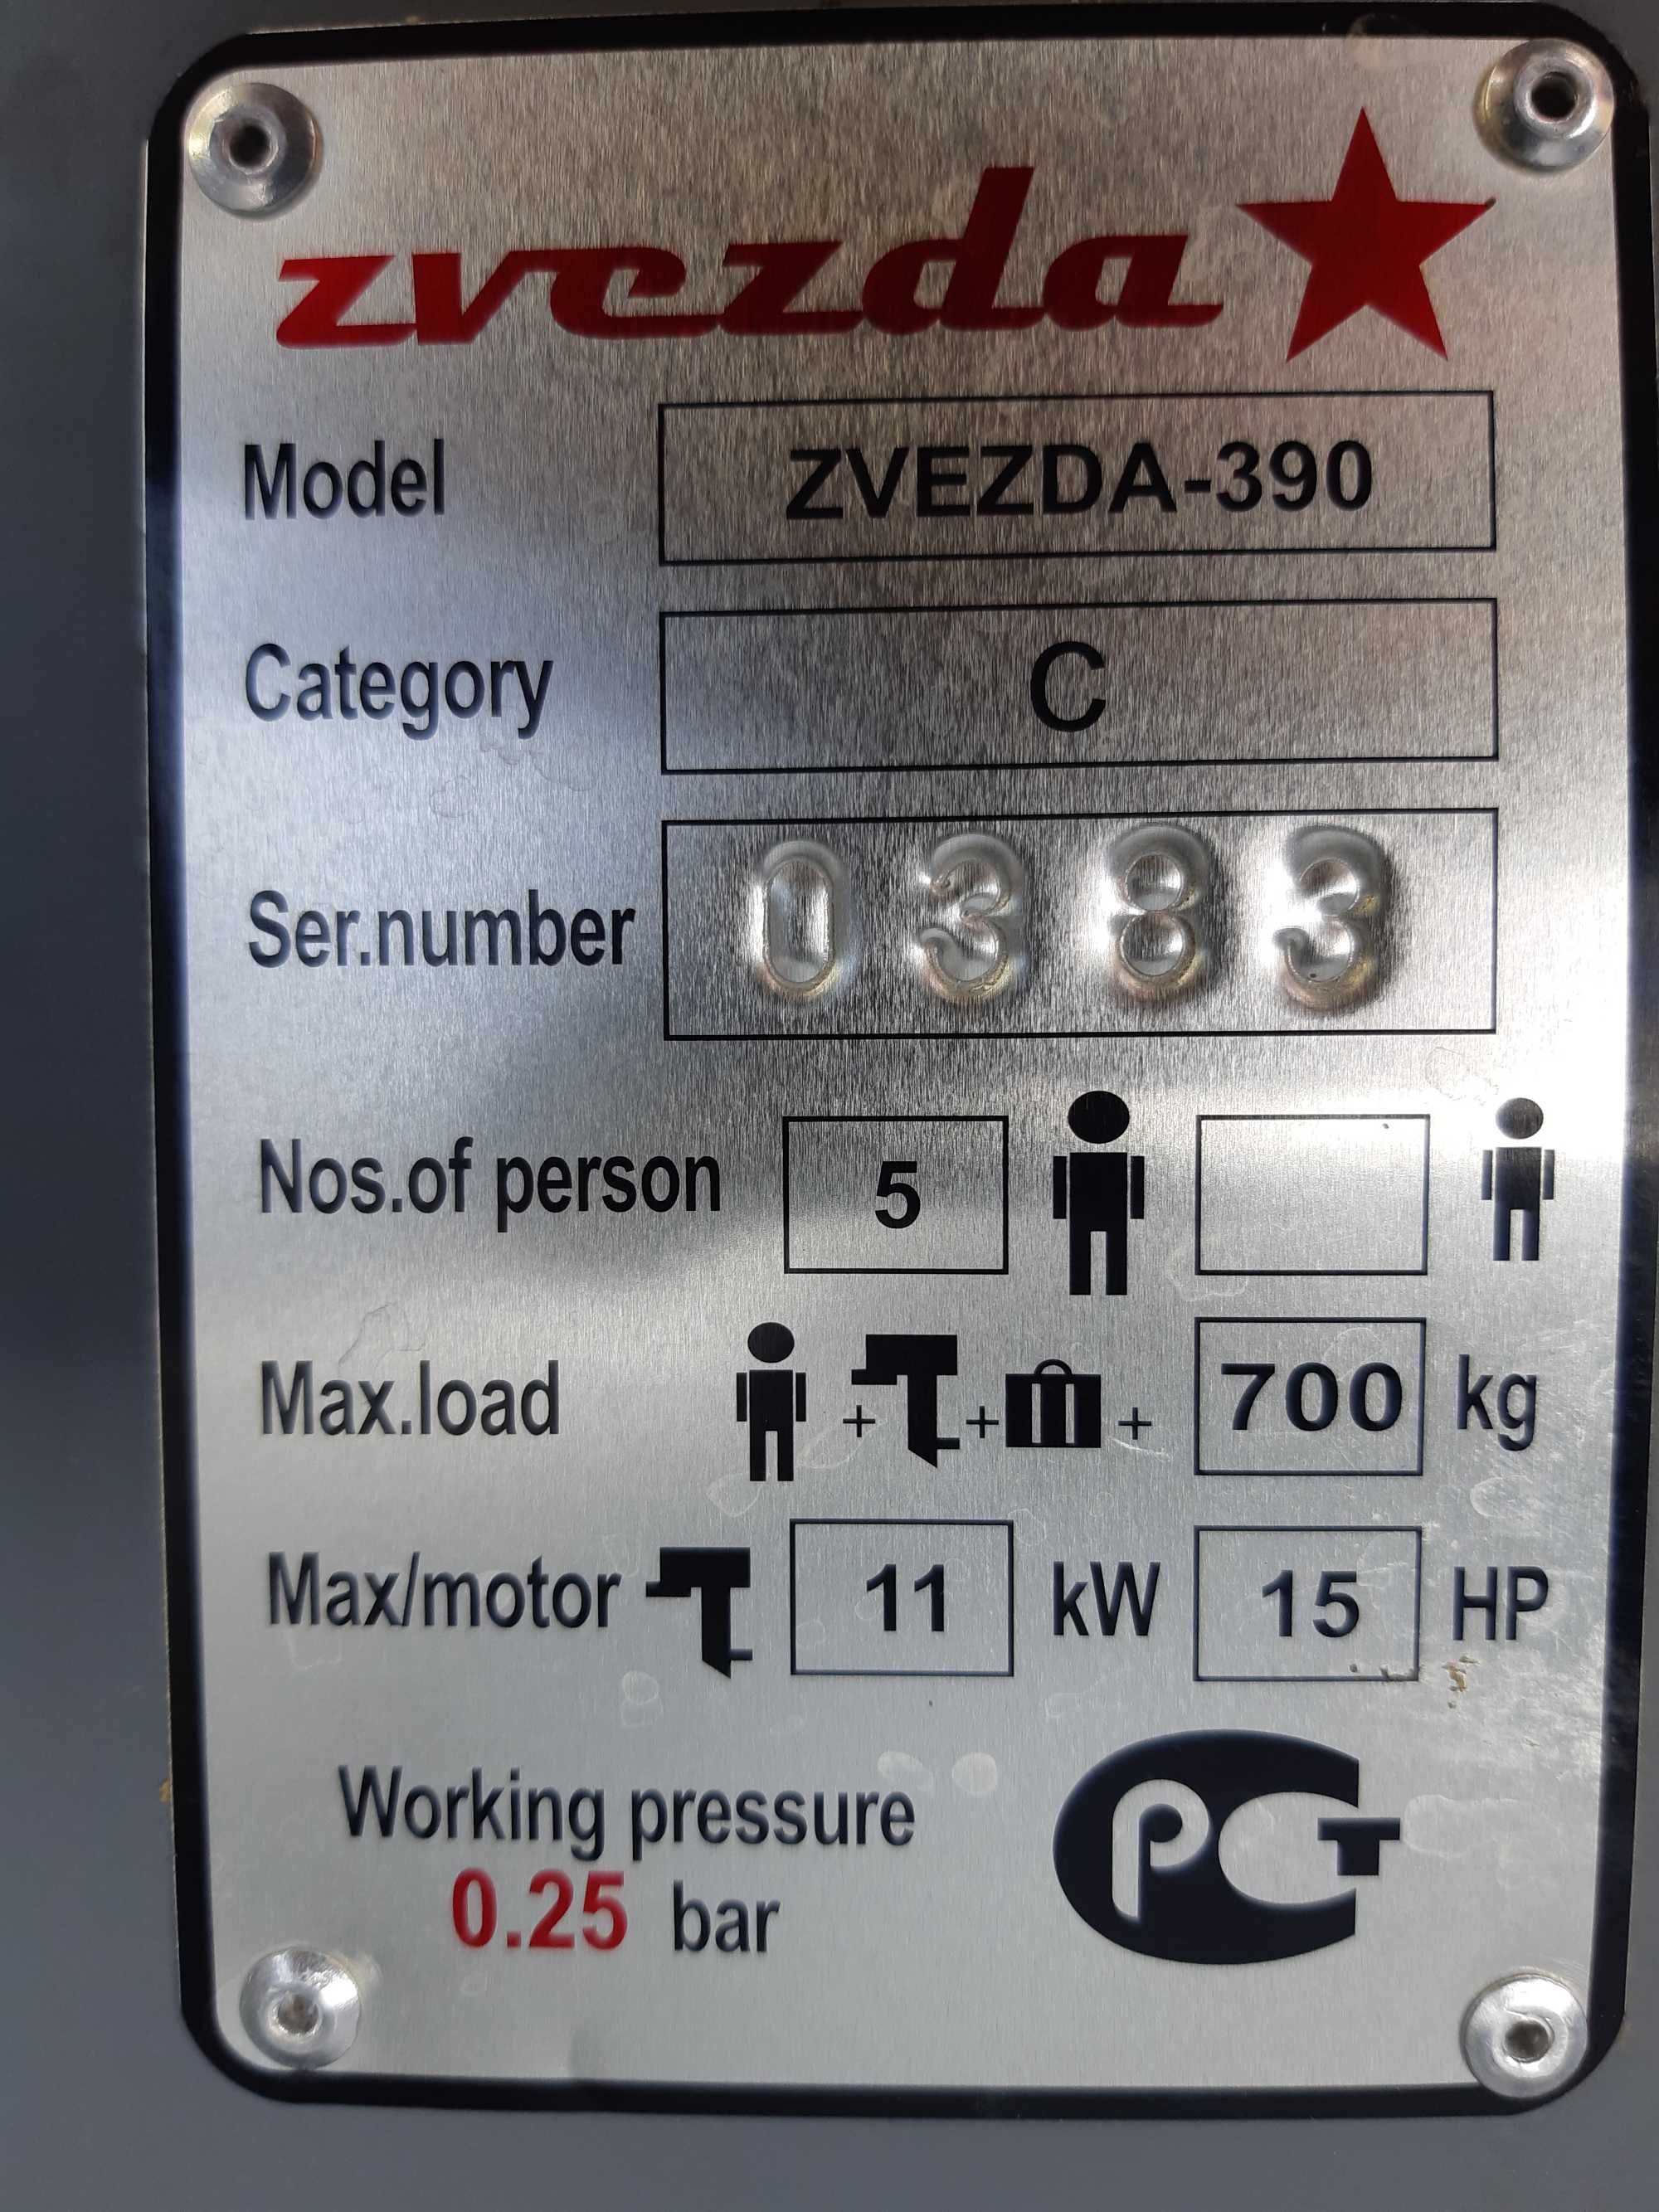 zvezda
Model ZVEZDA-390
Category C
Ser.number 0383
Nos.of person 5
Max.load + + + 700 kg
Max/motor 11 kW 15 HP
Working pressure
0.25 bar
РСТ